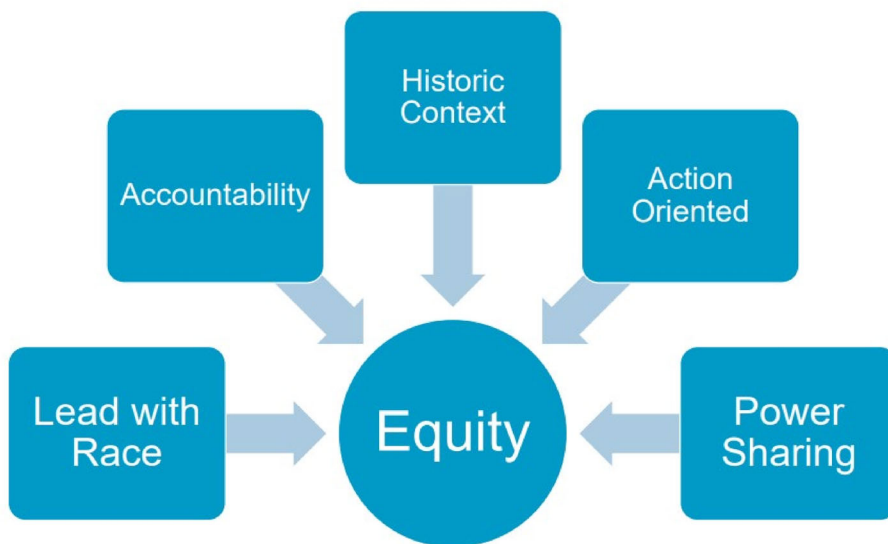 Historic
Context
Accountability
Action
Oriented
Lead with
Race
Equity
Power
Sharing